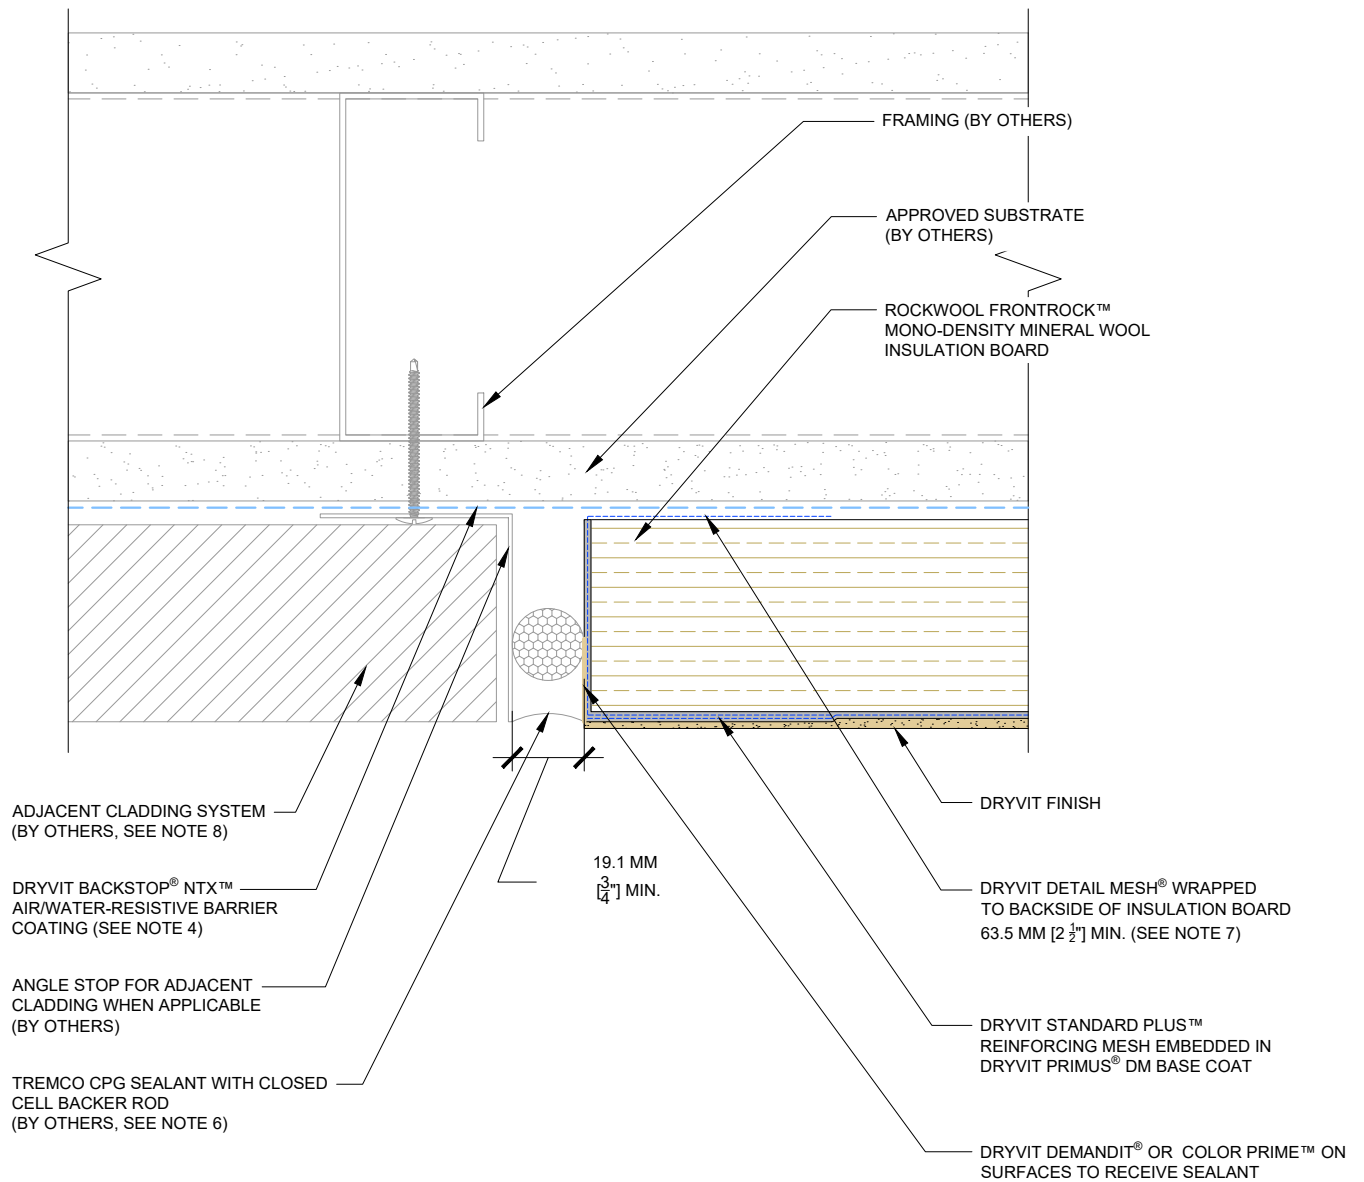 FRAMING (BY OTHERS)
APPROVED SUBSTRATE
(BY OTHERS)
ROCKWOOL FRONTROCK™
MONO-DENSITY MINERAL WOOL
INSULATION BOARD
ADJACENT CLADDING SYSTEM
(BY OTHERS, SEE NOTE 8)
DRYVIT BACKSTOP® NTX™
AIR/WATER-RESISTIVE BARRIER
COATING (SEE NOTE 4)
ANGLE STOP FOR ADJACENT
CLADDING WHEN APPLICABLE
(BY OTHERS)
TREMCO CPG SEALANT WITH CLOSED
CELL BACKER ROD
(BY OTHERS, SEE NOTE 6)
19.1 MM
[3/4"] MIN.
DRYVIT FINISH
DRYVIT DETAIL MESH® WRAPPED
TO BACKSIDE OF INSULATION BOARD
63.5 MM [2 1/2"] MIN. (SEE NOTE 7)
DRYVIT STANDARD PLUS™
REINFORCING MESH EMBEDDED IN
DRYVIT PRIMUS® DM BASE COAT
DRYVIT DEMANDIT® OR COLOR PRIME™ ON
SURFACES TO RECEIVE SEALANT